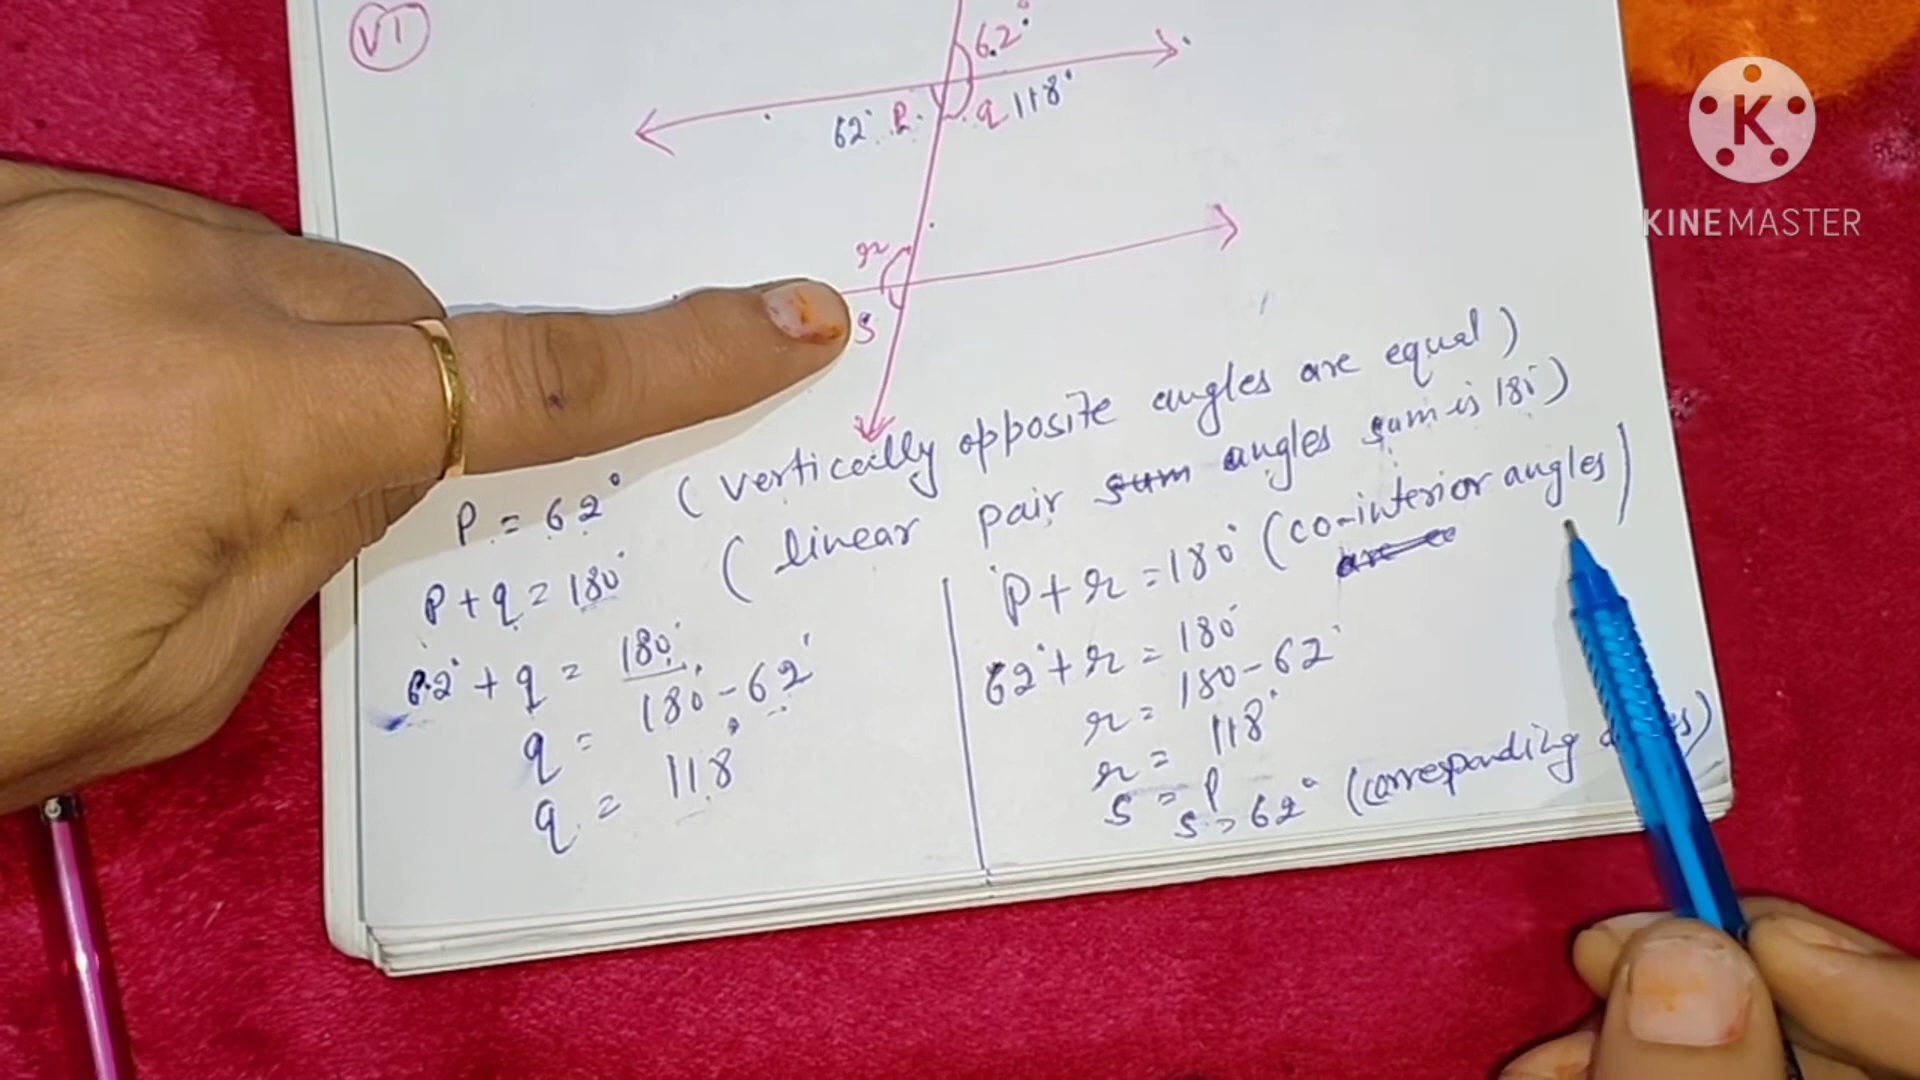 VI
62°
62° P q 118°
r
S
P = 62° (vertically opposite angles are equal)
P + q = 180° (linear pair sum angles sum is 180°)
62° + q = 180°
q = 180 - 62°
q = 118°
P + r = 180° (co-interior angles)
are
62° + r = 180°
r = 180 - 62°
r = 118°
S = P
S = 62° (corresponding
K
KINEMASTER